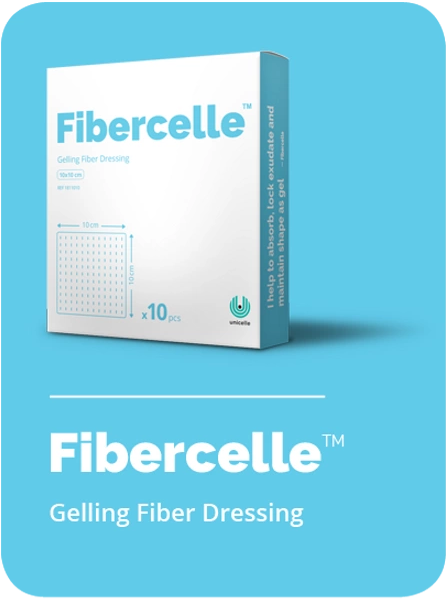 Fibercelle™
Gelling Fiber Dressing
10x10 cm
10 cm
10 cm
x10 pcs
unicelle
I help to absorb, lock exudate and
maintain shape as gel
- Fibercelle
Fibercelle™
Gelling Fiber Dressing